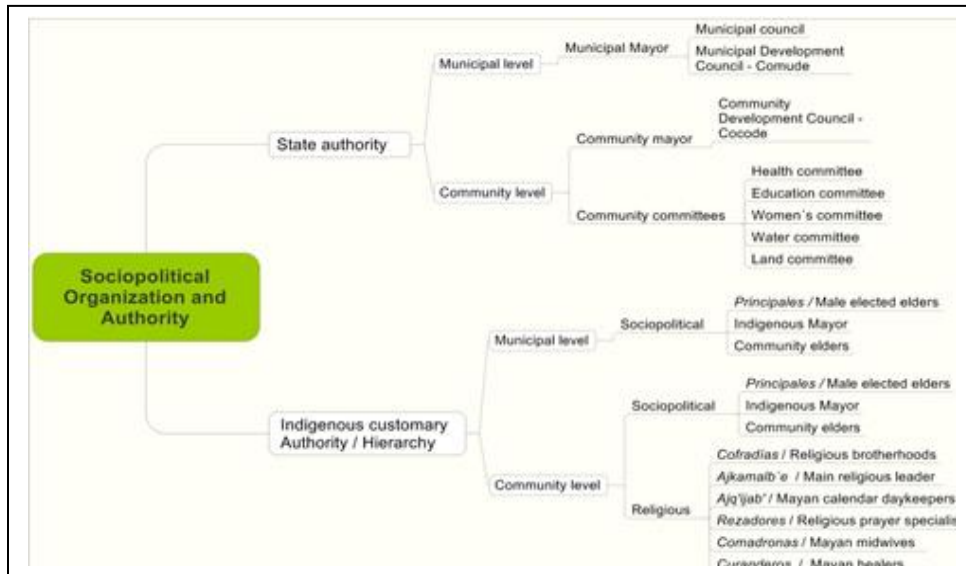 Municipal council
Municipal Mayor
Municipal Development
Council - Comude
Municipal level
State authority
Community
Development Council -
Cocode
Community mayor
Community level
Health committee
Education committee
Community committees
Women´s committee
Water committee
Land committee
Sociopolitical
Organization and
Authority
Principales / Male elected elders
Sociopolitical
Indigenous Mayor
Municipal level
Community elders
Indigenous customary
Authority / Hierarchy
Principales / Male elected elders
Sociopolitical
Indigenous Mayor
Community elders
Community level
Cofradías / Religious brotherhoods
Ajkamalb´e / Main religious leader
Ajq'ijab' / Mayan calendar daykeepers
Religious
Rezadores / Religious prayer specialis
Comadronas / Mayan midwives
Curanderos / Mayan healers